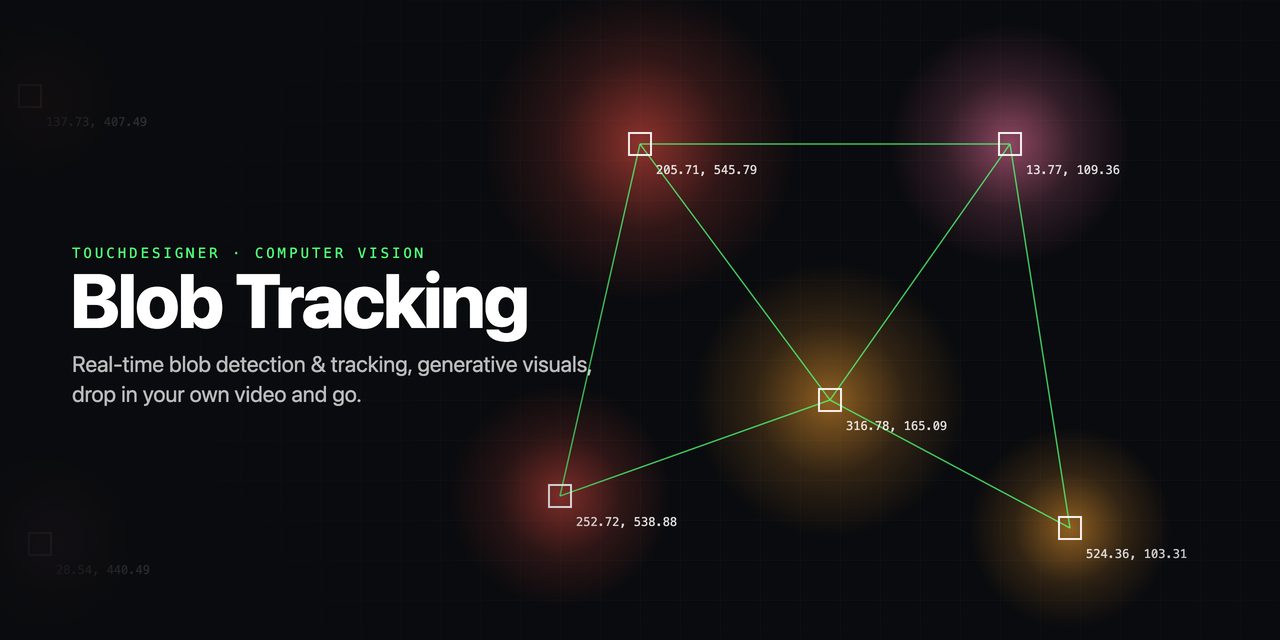 137.73, 407.49
205.71, 545.79
13.77, 109.36
TOUCHDESIGNER · COMPUTER VISION
Blob Tracking
Real-time blob detection & tracking, generative visuals,
drop in your own video and go.
316.78, 165.09
252.72, 538.88
524.36, 103.31
28.54, 440.49